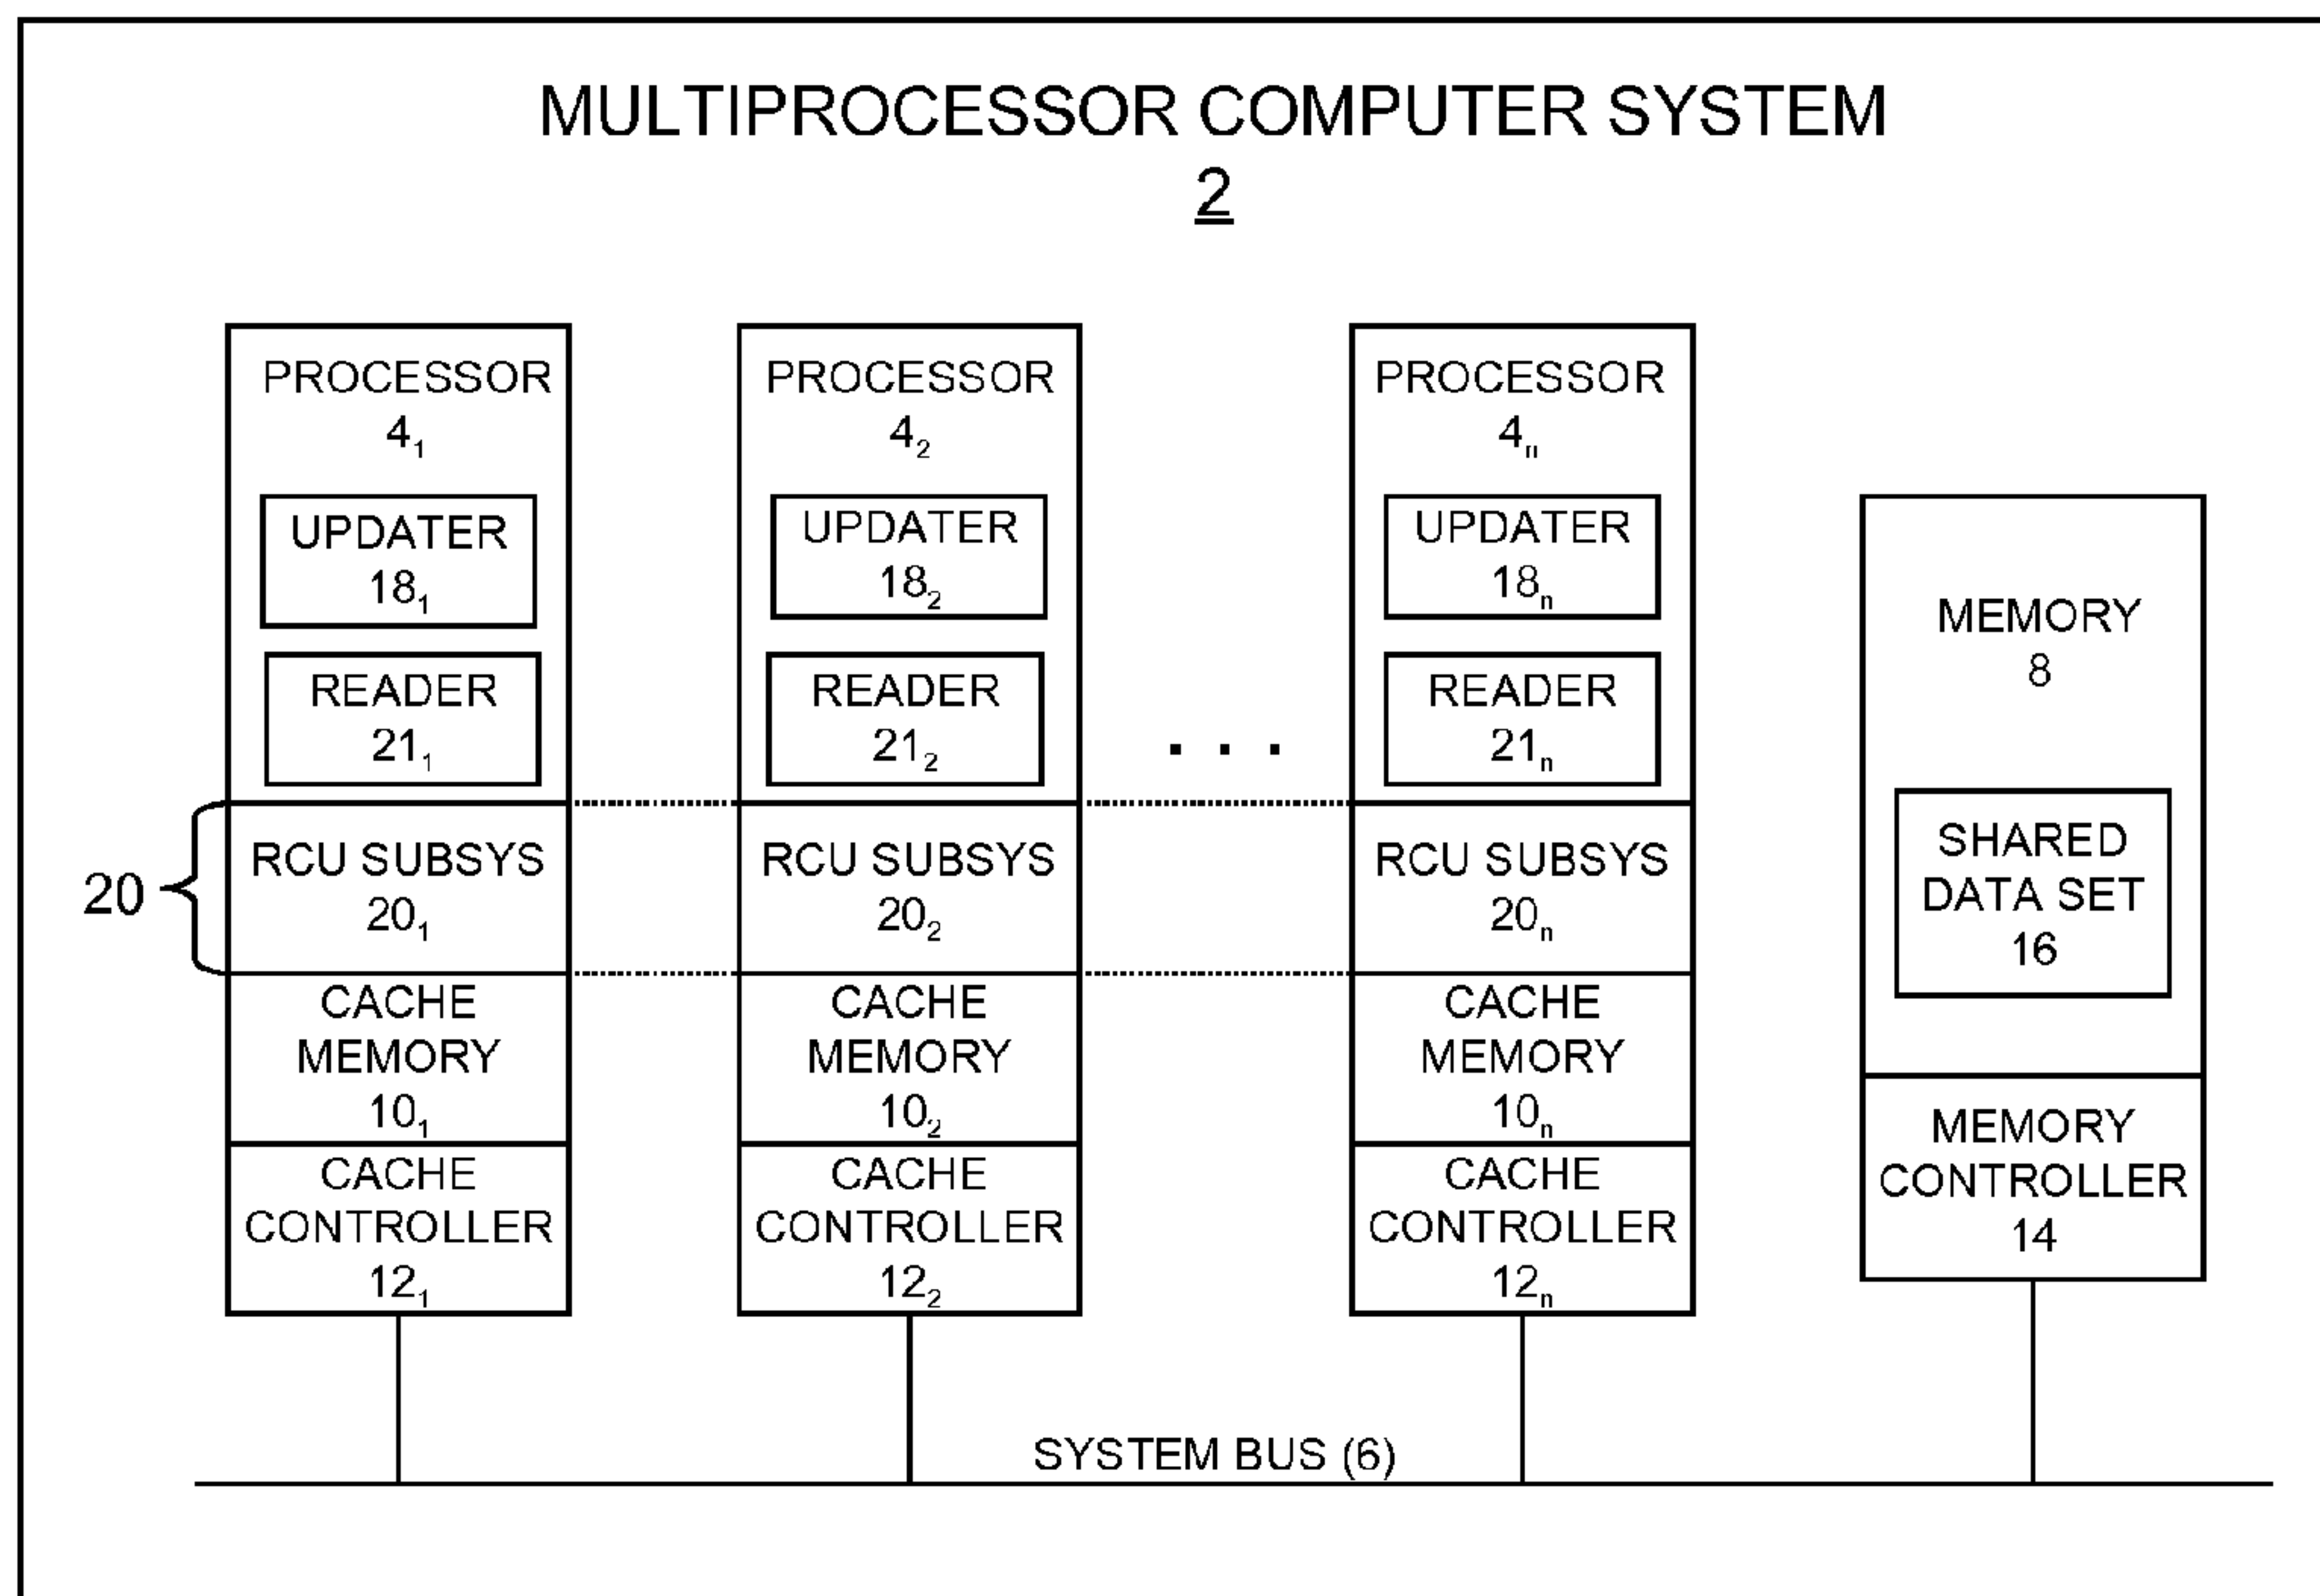 MULTIPROCESSOR COMPUTER SYSTEM
2
PROCESSOR
4₁
UPDATER
18₁
READER
21₁
RCU SUBSYS
20₁
CACHE
MEMORY
10₁
CACHE
CONTROLLER
12₁
PROCESSOR
4₂
UPDATER
18₂
READER
21₂
RCU SUBSYS
20₂
CACHE
MEMORY
10₂
CACHE
CONTROLLER
12₂
. . .
PROCESSOR
4ₙ
UPDATER
18ₙ
READER
21ₙ
RCU SUBSYS
20ₙ
CACHE
MEMORY
10ₙ
CACHE
CONTROLLER
12ₙ
MEMORY
8
SHARED
DATA SET
16
MEMORY
CONTROLLER
14
20
SYSTEM BUS (6)